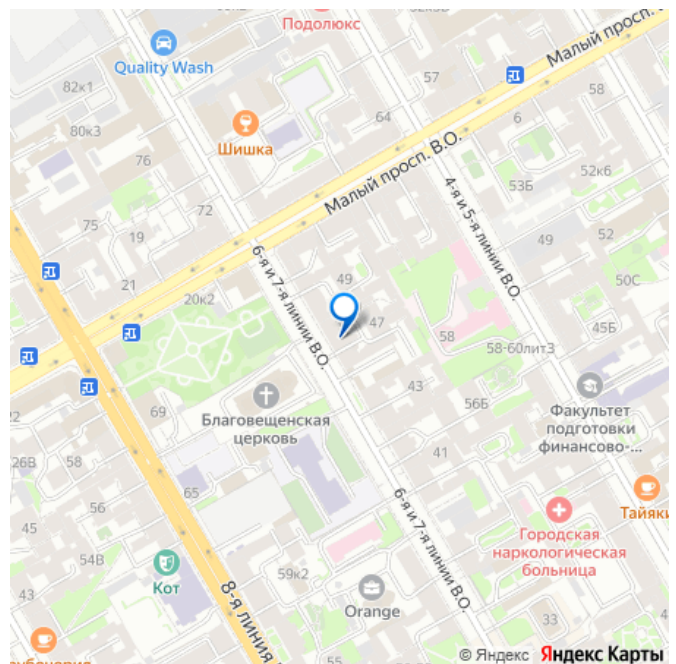 Подолюкс
Малый просп.
Quality Wash
57
82к1
58
64
6
Шишка
80к3
76
Малый просп. В.О.
52к6
53Б
4-я и 5-я линии В.О.
72
75
19
52
49
6-я и 7-я линии В.О.
49
50С
21
20к2
47
45Б
58
58-60лит3
43
Благовещенская
церковь
69
56Б
Факультет
подготовки
финансово-...
26В
58
41
65
56
6-я и 7-я линии В.О.
Тайяки
45
Городская
наркологическая
больница
54В
59к2
43
Кот
8-я линия
Orange
33
55
© Яндекс Яндекс Карты